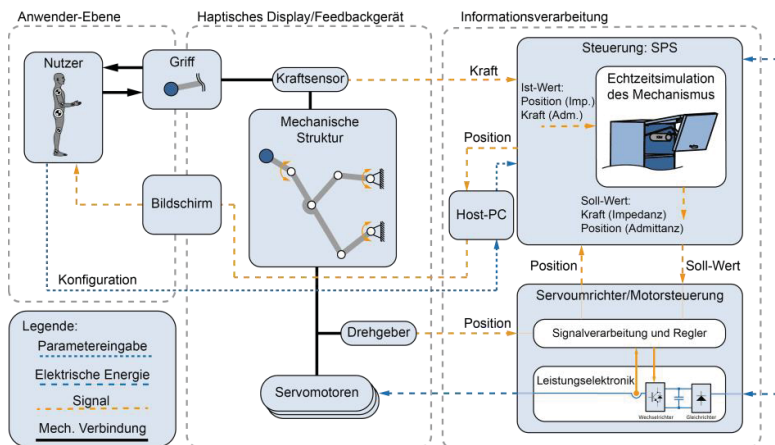 Anwender-Ebene
Haptisches Display/Feedbackgerät
Informationsverarbeitung
Nutzer
Griff
Kraftsensor
Kraft
Steuerung: SPS
Ist-Wert:
Position (Imp.)
Kraft (Adm.)
Echtzeitsimulation
des Mechanismus
Mechanische
Struktur
Position
Bildschirm
Host-PC
Soll-Wert:
Kraft (Impedanz)
Position (Admittanz)
Konfiguration
Position
Soll-Wert
Servoumrichter/Motorsteuerung
Drehgeber
Position
Signalverarbeitung und Regler
Servomotoren
Leistungselektronik
Wechselrichter
Gleichrichter
Legende:
Parametereingabe
Elektrische Energie
Signal
Mech. Verbindung